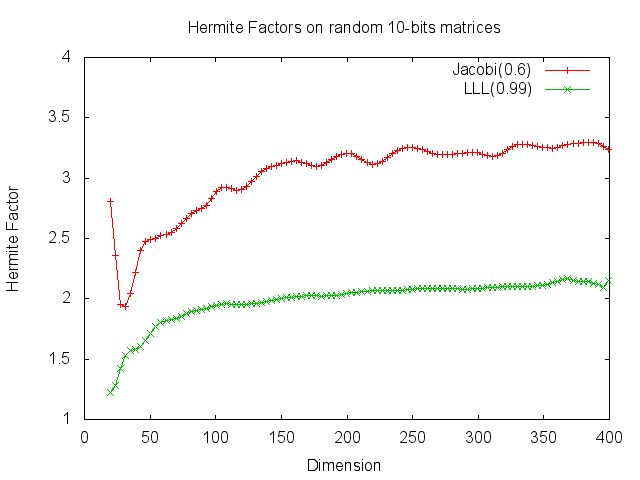 Hermite Factors on random 10-bits matrices
Jacobi(0.6)
LLL(0.99)
Hermite Factor
4
3.5
3
2.5
2
1.5
1
0 50 100 150 200 250 300 350 400
Dimension